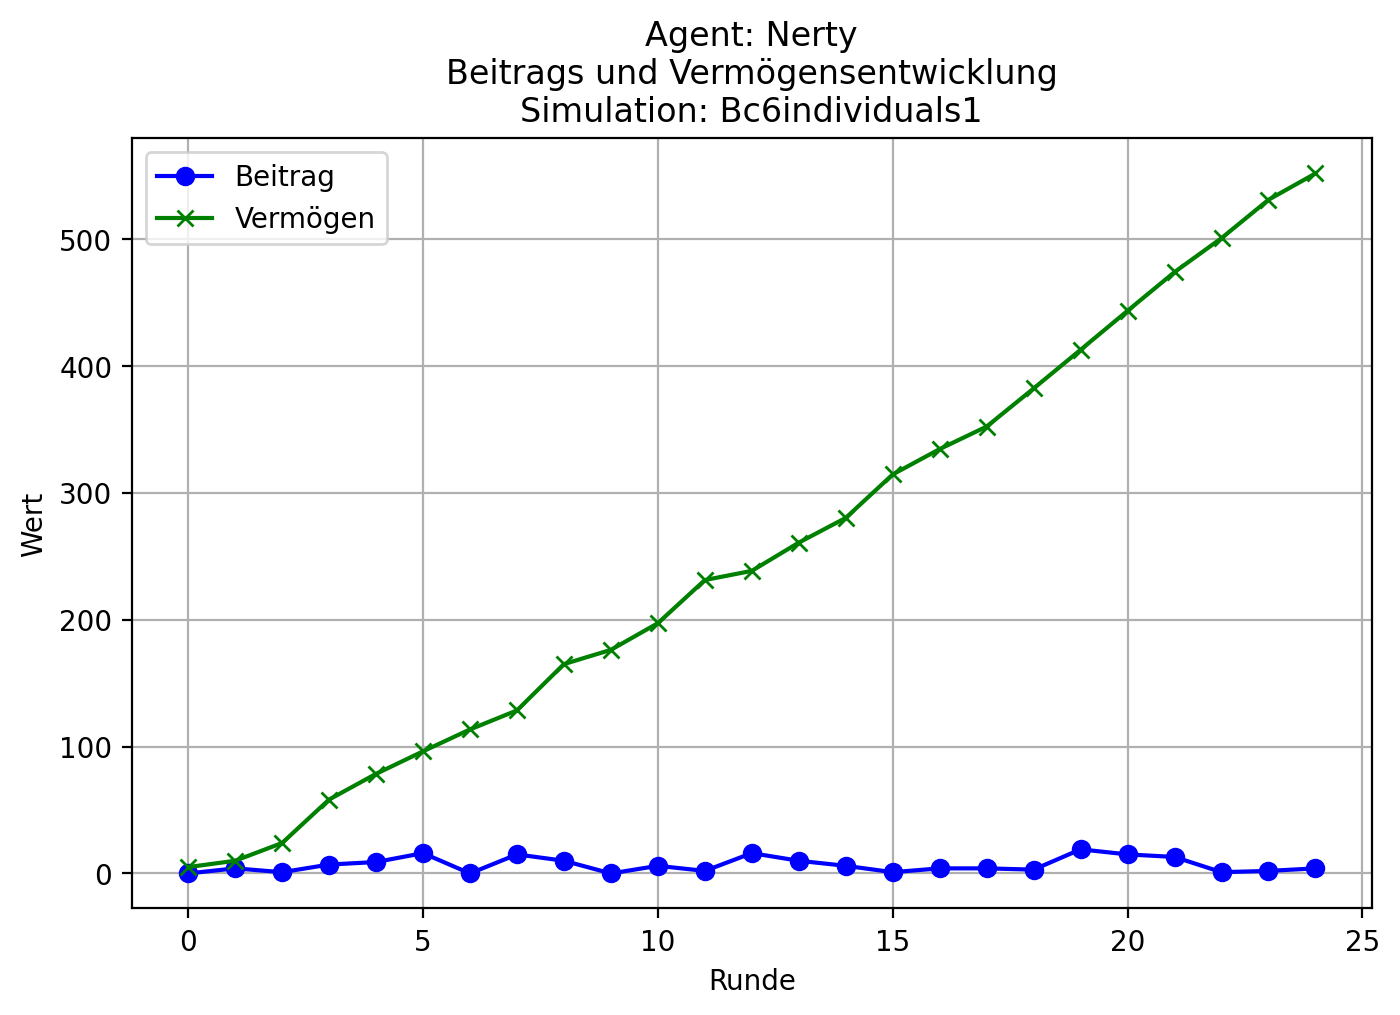 Agent: Nerty
Beitrags und Vermögensentwicklung
Simulation: Bc6individuals1
Beitrag
Vermögen
500
400
300
200
100
0
Wert
0 5 10 15 20 25
Runde